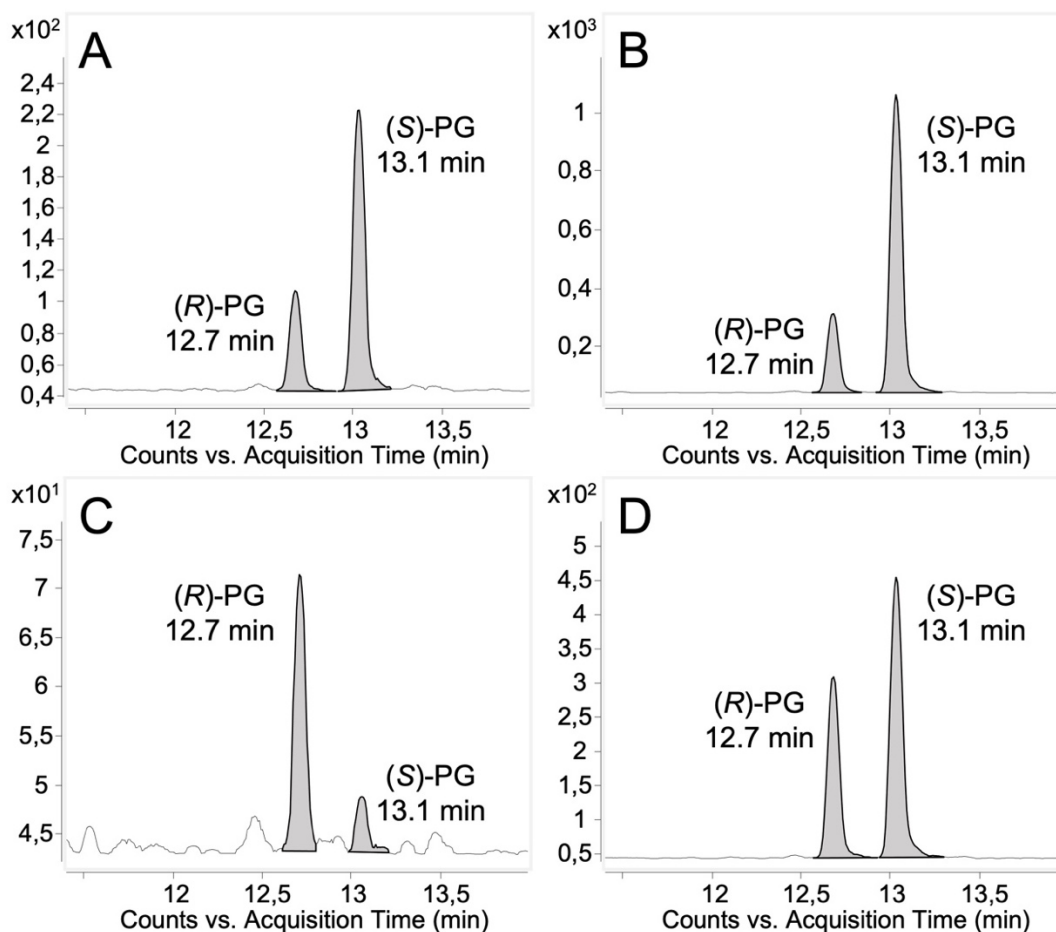 x10²
A
2,4
2,2
2
1,8
1,6
1,4
1,2
1
0,8
0,6
0,4
(R)-PG
12.7 min
(S)-PG
13.1 min
12
12,5
13
13,5
Counts vs. Acquisition Time (min)
x10³
B
1
0,8
0,6
0,4
0,2
(R)-PG
12.7 min
(S)-PG
13.1 min
12
12,5
13
13,5
Counts vs. Acquisition Time (min)
x10¹
C
7,5
7
6,5
6
5,5
5
4,5
(R)-PG
12.7 min
(S)-PG
13.1 min
12
12,5
13
13,5
Counts vs. Acquisition Time (min)
x10²
D
5
4,5
4
3,5
3
2,5
2
1,5
1
0,5
(R)-PG
12.7 min
(S)-PG
13.1 min
12
12,5
13
13,5
Counts vs. Acquisition Time (min)